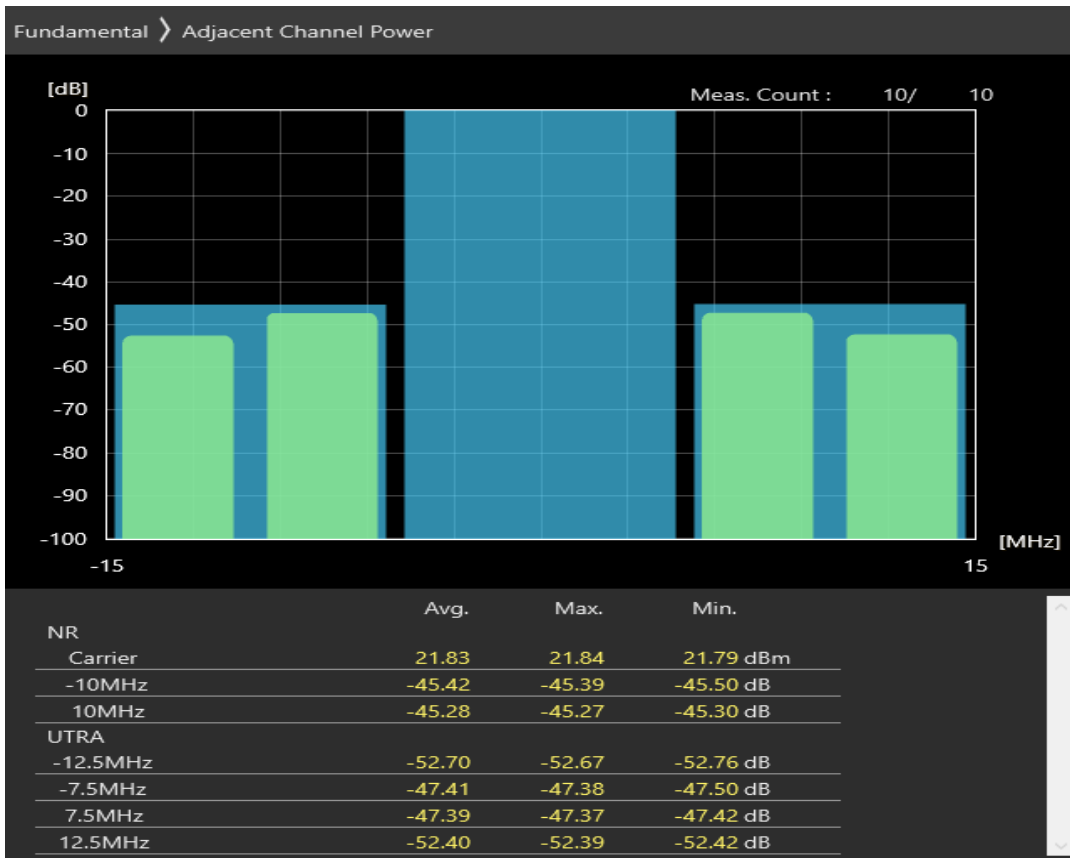 Fundamental 〉 Adjacent Channel Power
[dB]
Meas. Count : 10/ 10
0
-10
-20
-30
-40
-50
-60
-70
-80
-90
-100
[MHz]
-15 15
Avg. Max. Min.
NR
Carrier 21.83 21.84 21.79 dBm
-10MHz -45.42 -45.39 -45.50 dB
10MHz -45.28 -45.27 -45.30 dB
UTRA
-12.5MHz -52.70 -52.67 -52.76 dB
-7.5MHz -47.41 -47.38 -47.50 dB
7.5MHz -47.39 -47.37 -47.42 dB
12.5MHz -52.40 -52.39 -52.42 dB